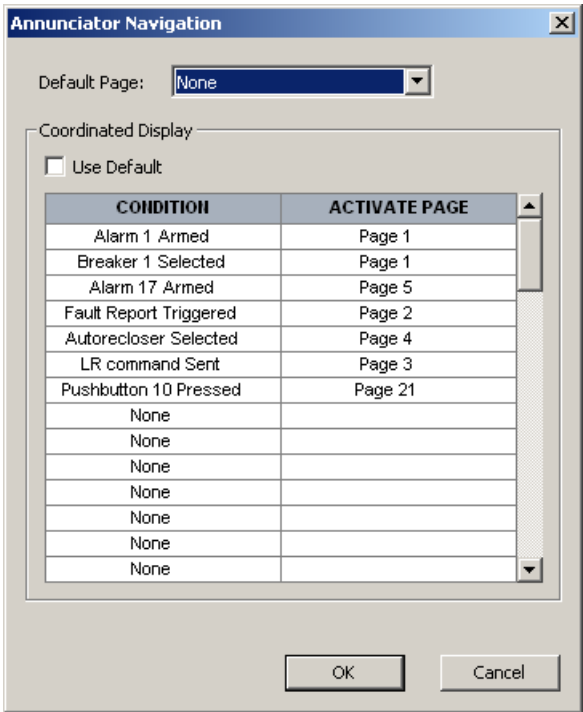 Annunciator Navigation
Default Page: None
Coordinated Display
Use Default
CONDITION ACTIVATE PAGE
Alarm 1 Armed Page 1
Breaker 1 Selected Page 1
Alarm 17 Armed Page 5
Fault Report Triggered Page 2
Autorecloser Selected Page 4
LR command Sent Page 3
Pushbutton 10 Pressed Page 21
None
None
None
None
None
None
None
OK Cancel